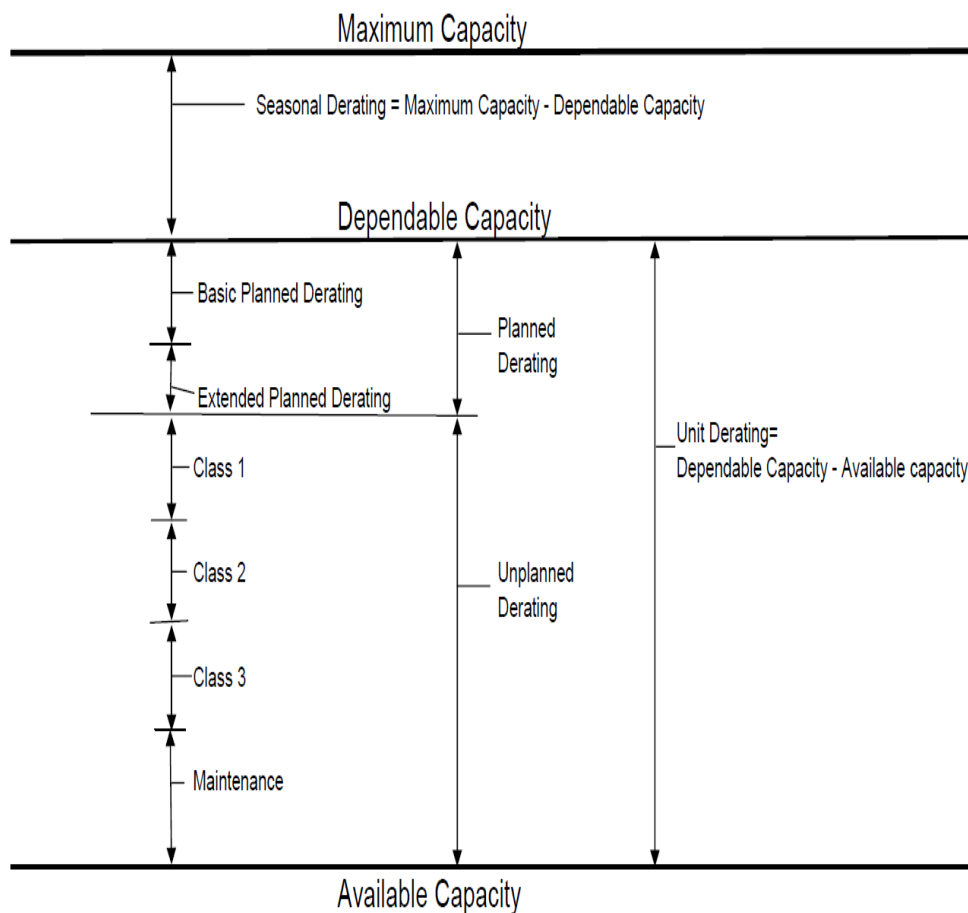 Maximum Capacity
Seasonal Derating = Maximum Capacity - Dependable Capacity
Dependable Capacity
Basic Planned Derating
Planned
Derating
Extended Planned Derating
Unit Derating=
Dependable Capacity - Available capacity
Class 1
Class 2
Unplanned
Derating
Class 3
Maintenance
Available Capacity